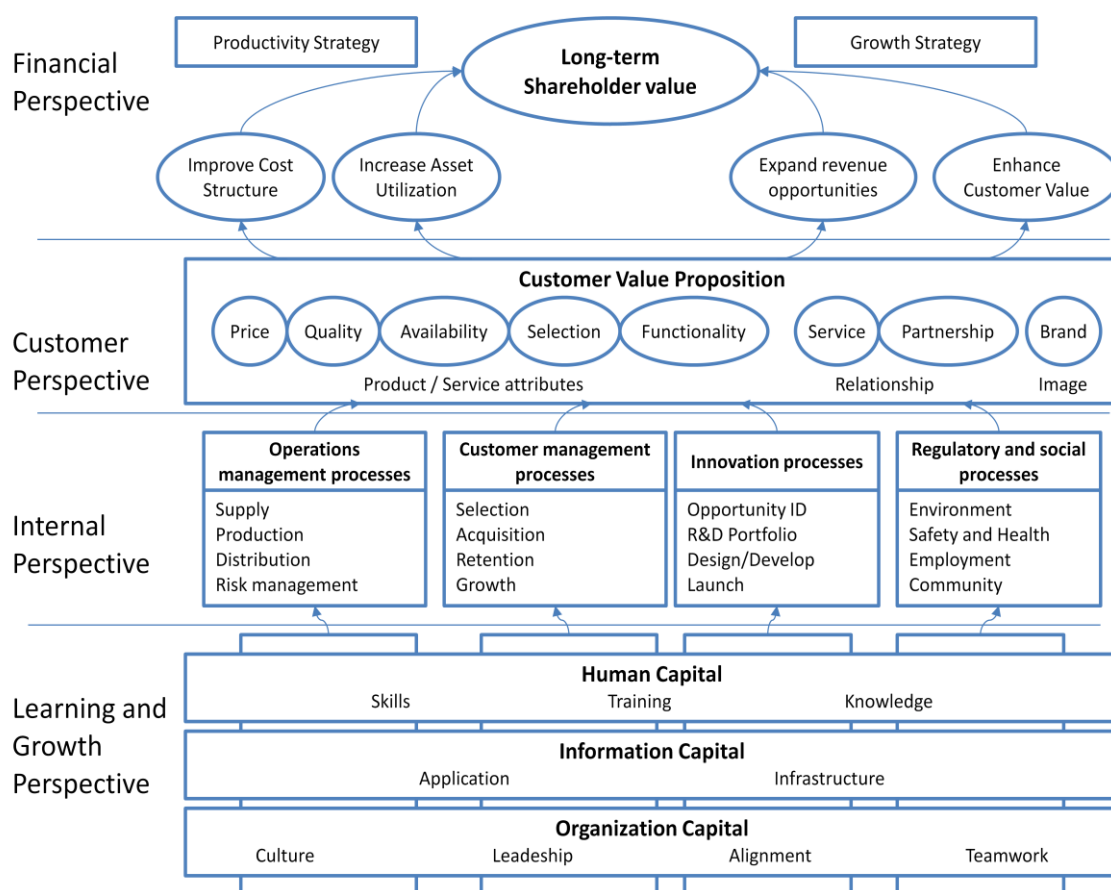 Financial
Perspective
Productivity Strategy
Long-term
Shareholder value
Growth Strategy
Improve Cost
Structure
Increase Asset
Utilization
Expand revenue
opportunities
Enhance
Customer Value
Customer
Perspective
Customer Value Proposition
Price
Quality
Availability
Selection
Functionality
Service
Partnership
Brand
Product / Service attributes
Relationship
Image
Internal
Perspective
Operations
management processes
Supply
Production
Distribution
Risk management
Customer management
processes
Selection
Acquisition
Retention
Growth
Innovation processes
Opportunity ID
R&D Portfolio
Design/Develop
Launch
Regulatory and social
processes
Environment
Safety and Health
Employment
Community
Learning and
Growth
Perspective
Human Capital
Skills
Training
Knowledge
Information Capital
Application
Infrastructure
Organization Capital
Culture
Leadeship
Alignment
Teamwork